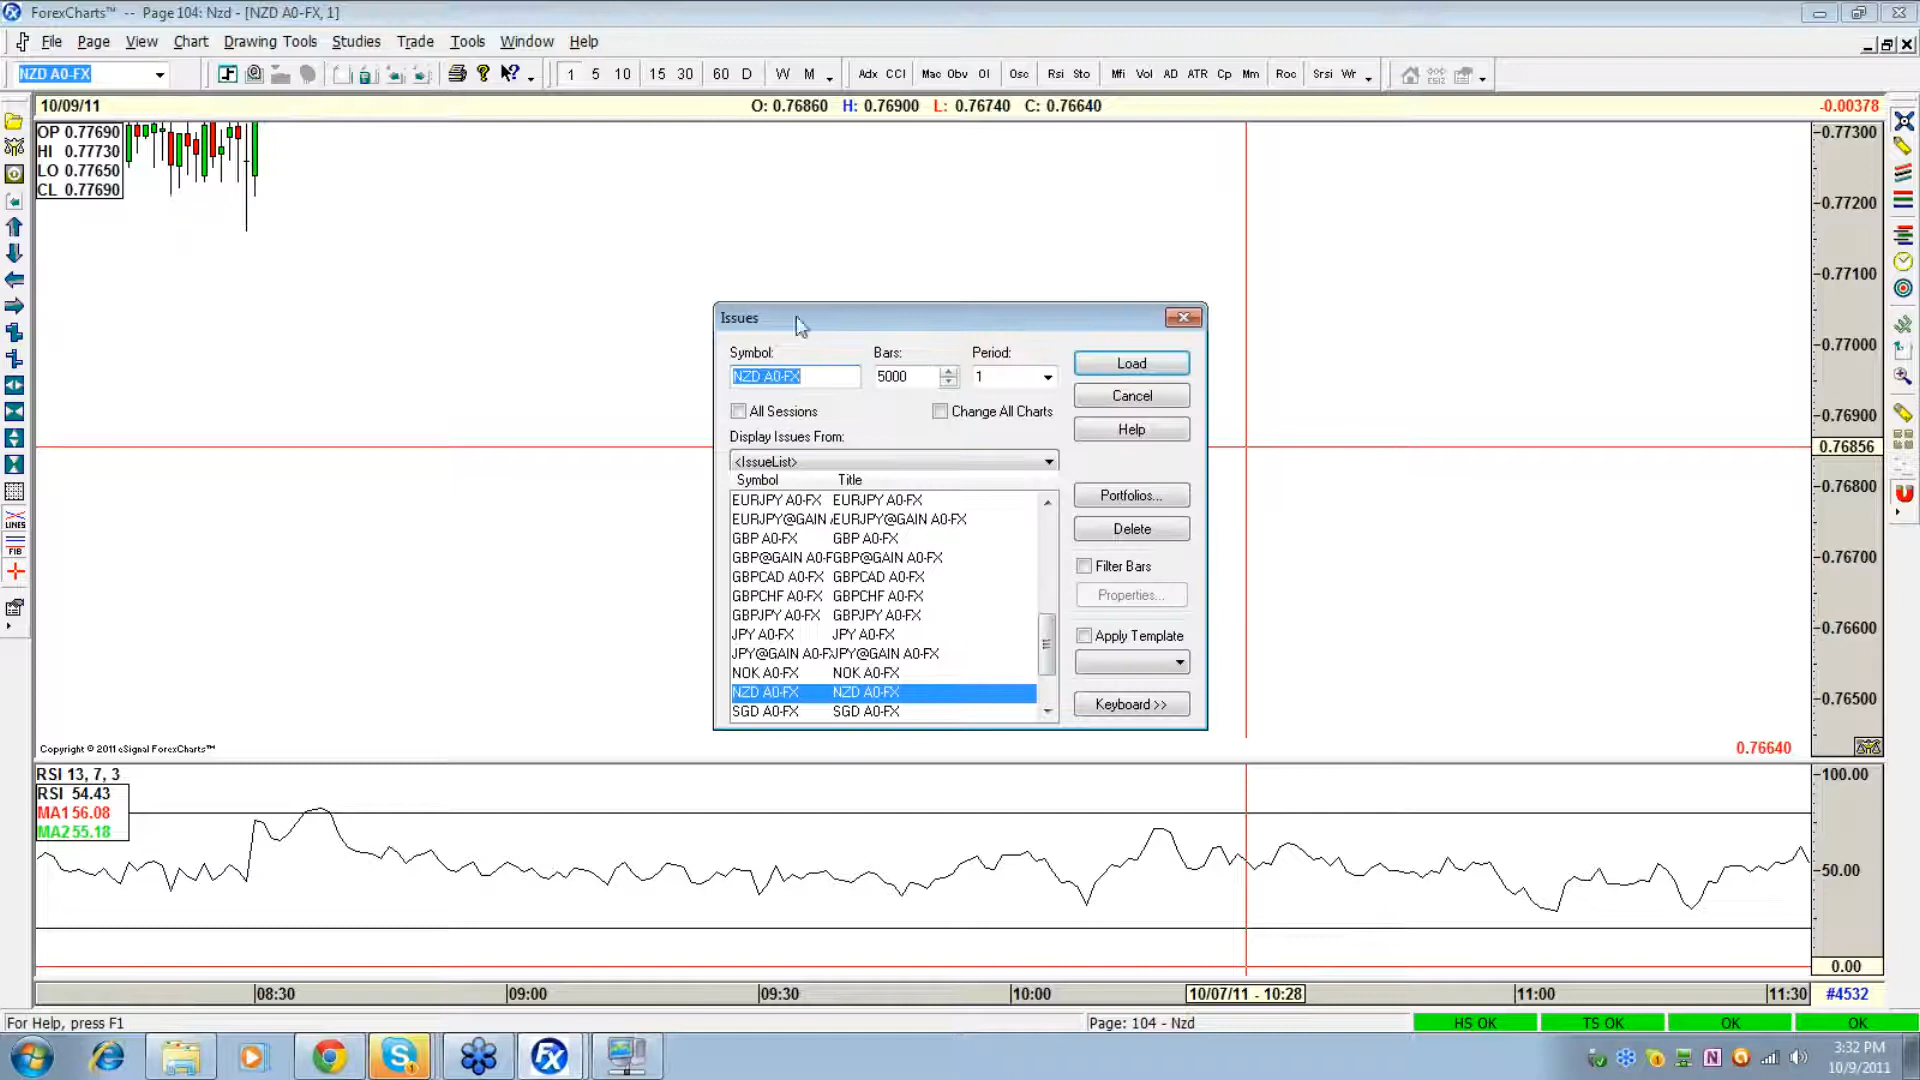 ForexCharts™ -- Page 104: Nzd - [NZD A0-FX, 1]
File Page View Chart Drawing Tools Studies Trade Tools Window Help
NZD A0-FX 1 5 10 15 30 60 D W M Adx CCI Mac Obv OI Osc Rsi Sto Mfi Vol AD ATR Cp Mm Roc Srsi Wr
10/09/11 O: 0.76860 H: 0.76900 L: 0.76740 C: 0.76640 -0.00378
OP 0.77690
HI 0.77730
LO 0.77650
CL 0.77690
0.77300
0.77200
0.77100
0.77000
0.76900
0.76856
0.76800
0.76700
0.76600
0.76500
LINES
FIB
Issues
Symbol: Bars: Period:
NZD A0-FX 5000 1
Load
Cancel
Help
All Sessions Change All Charts
Display Issues From:
<IssueList>
Symbol Title
EURJPY A0-FX EURJPY A0-FX
EURJPY@GAIN EURJPY@GAIN A0-FX
GBP A0-FX GBP A0-FX
GBP@GAIN A0-F GBP@GAIN A0-FX
GBPCAD A0-FX GBPCAD A0-FX
GBPCHF A0-FX GBPCHF A0-FX
GBPJPY A0-FX GBPJPY A0-FX
JPY A0-FX JPY A0-FX
JPY@GAIN A0-F JPY@GAIN A0-FX
NOK A0-FX NOK A0-FX
NZD A0-FX NZD A0-FX
SGD A0-FX SGD A0-FX
Portfolios...
Delete
Filter Bars
Properties...
Apply Template
Keyboard >>
Copyright © 2011 eSignal ForexCharts™
0.76640
RSI 13, 7, 3
RSI 54.43
MA1 56.08
MA2 55.18
100.00
50.00
0.00
08:30 09:00 09:30 10:00 10/07/11 - 10:28 11:00 11:30 #4532
For Help, press F1 Page: 104 - Nzd HS OK TS OK OK OK
3:32 PM
10/9/2011